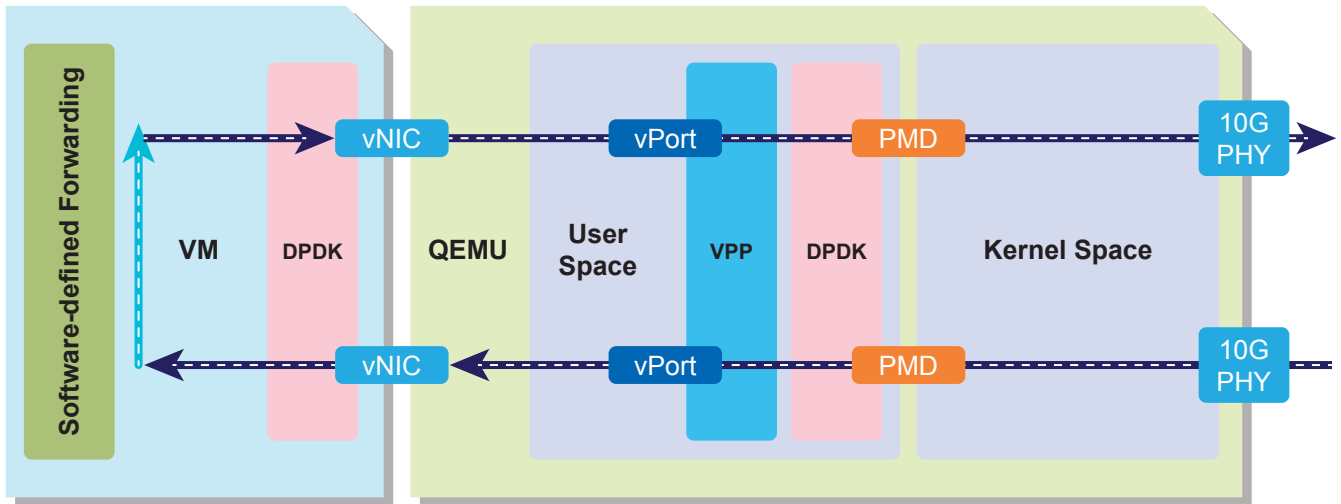 Software-defined Forwarding
vNIC
vPort
PMD
10G
PHY
VM
DPDK
QEMU
User
Space
VPP
DPDK
Kernel Space
vNIC
vPort
PMD
10G
PHY